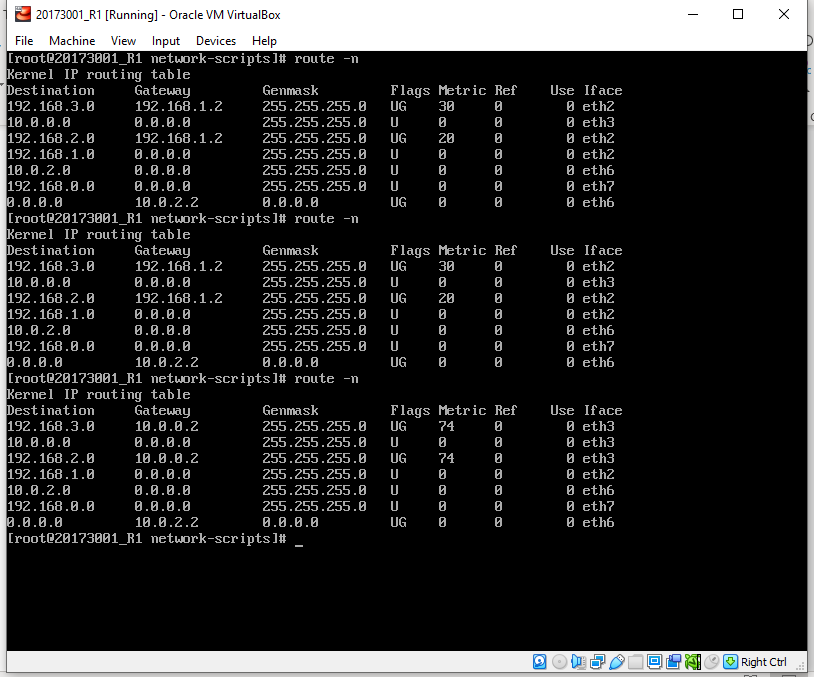 20173001_R1 [Running] - Oracle VM VirtualBox
File Machine View Input Devices Help
[root@20173001_R1 network-scripts]# route -n
Kernel IP routing table
Destination Gateway Genmask Flags Metric Ref Use Iface
192.168.3.0 192.168.1.2 255.255.255.0 UG 30 0 0 eth2
10.0.0.0 0.0.0.0 255.255.255.0 U 0 0 0 eth3
192.168.2.0 192.168.1.2 255.255.255.0 UG 20 0 0 eth2
192.168.1.0 0.0.0.0 255.255.255.0 U 0 0 0 eth2
10.0.2.0 0.0.0.0 255.255.255.0 U 0 0 0 eth6
192.168.0.0 0.0.0.0 255.255.255.0 U 0 0 0 eth7
0.0.0.0 10.0.2.2 0.0.0.0 UG 0 0 0 eth6
[root@20173001_R1 network-scripts]# route -n
Kernel IP routing table
Destination Gateway Genmask Flags Metric Ref Use Iface
192.168.3.0 192.168.1.2 255.255.255.0 UG 30 0 0 eth2
10.0.0.0 0.0.0.0 255.255.255.0 U 0 0 0 eth3
192.168.2.0 192.168.1.2 255.255.255.0 UG 20 0 0 eth2
192.168.1.0 0.0.0.0 255.255.255.0 U 0 0 0 eth2
10.0.2.0 0.0.0.0 255.255.255.0 U 0 0 0 eth6
192.168.0.0 0.0.0.0 255.255.255.0 U 0 0 0 eth7
0.0.0.0 10.0.2.2 0.0.0.0 UG 0 0 0 eth6
[root@20173001_R1 network-scripts]# route -n
Kernel IP routing table
Destination Gateway Genmask Flags Metric Ref Use Iface
192.168.3.0 10.0.0.2 255.255.255.0 UG 74 0 0 eth3
10.0.0.0 0.0.0.0 255.255.255.0 U 0 0 0 eth3
192.168.2.0 10.0.0.2 255.255.255.0 UG 74 0 0 eth3
192.168.1.0 0.0.0.0 255.255.255.0 U 0 0 0 eth2
10.0.2.0 0.0.0.0 255.255.255.0 U 0 0 0 eth6
192.168.0.0 0.0.0.0 255.255.255.0 U 0 0 0 eth7
0.0.0.0 10.0.2.2 0.0.0.0 UG 0 0 0 eth6
[root@20173001_R1 network-scripts]# _
Right Ctrl